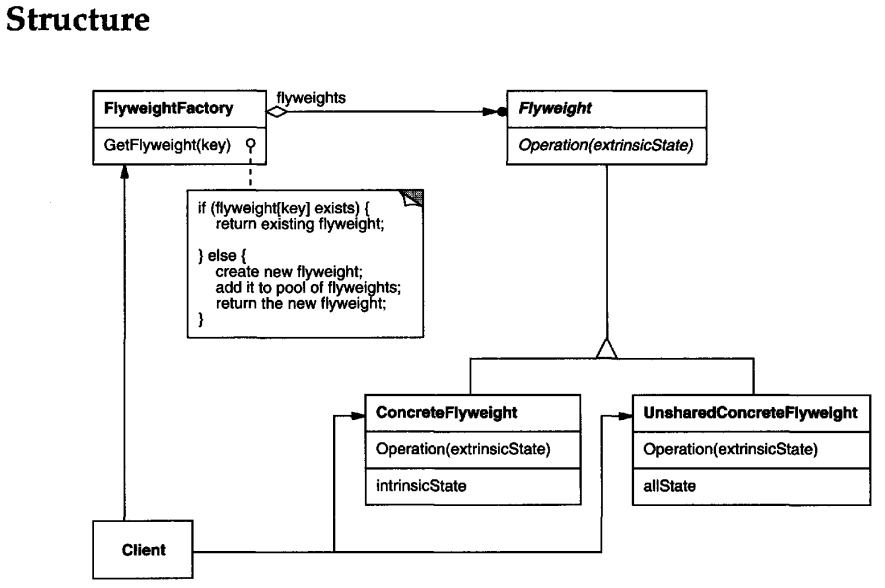 Structure
FlyweightFactory
GetFlyweight(key)
flyweights
Flyweight
Operation(extrinsicState)
if (flyweight[key] exists) {
return existing flyweight;
} else {
create new flyweight;
add it to pool of flyweights;
return the new flyweight;
}
ConcreteFlyweight
Operation(extrinsicState)
intrinsicState
UnsharedConcreteFlyweight
Operation(extrinsicState)
allState
Client